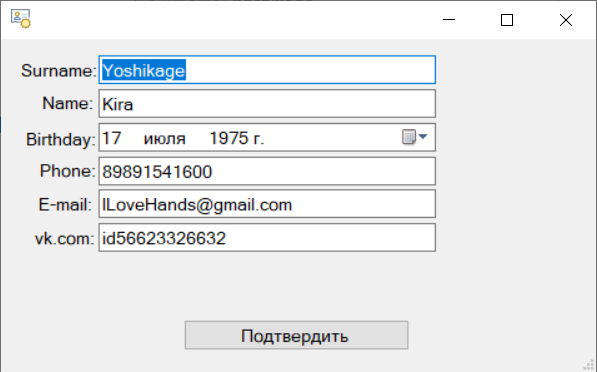 Surname: Yoshikage
Name: Kira
Birthday: 17 июля 1975 г.
Phone: 89891541600
E-mail: ILoveHands@gmail.com
vk.com: id56623326632
Подтвердить